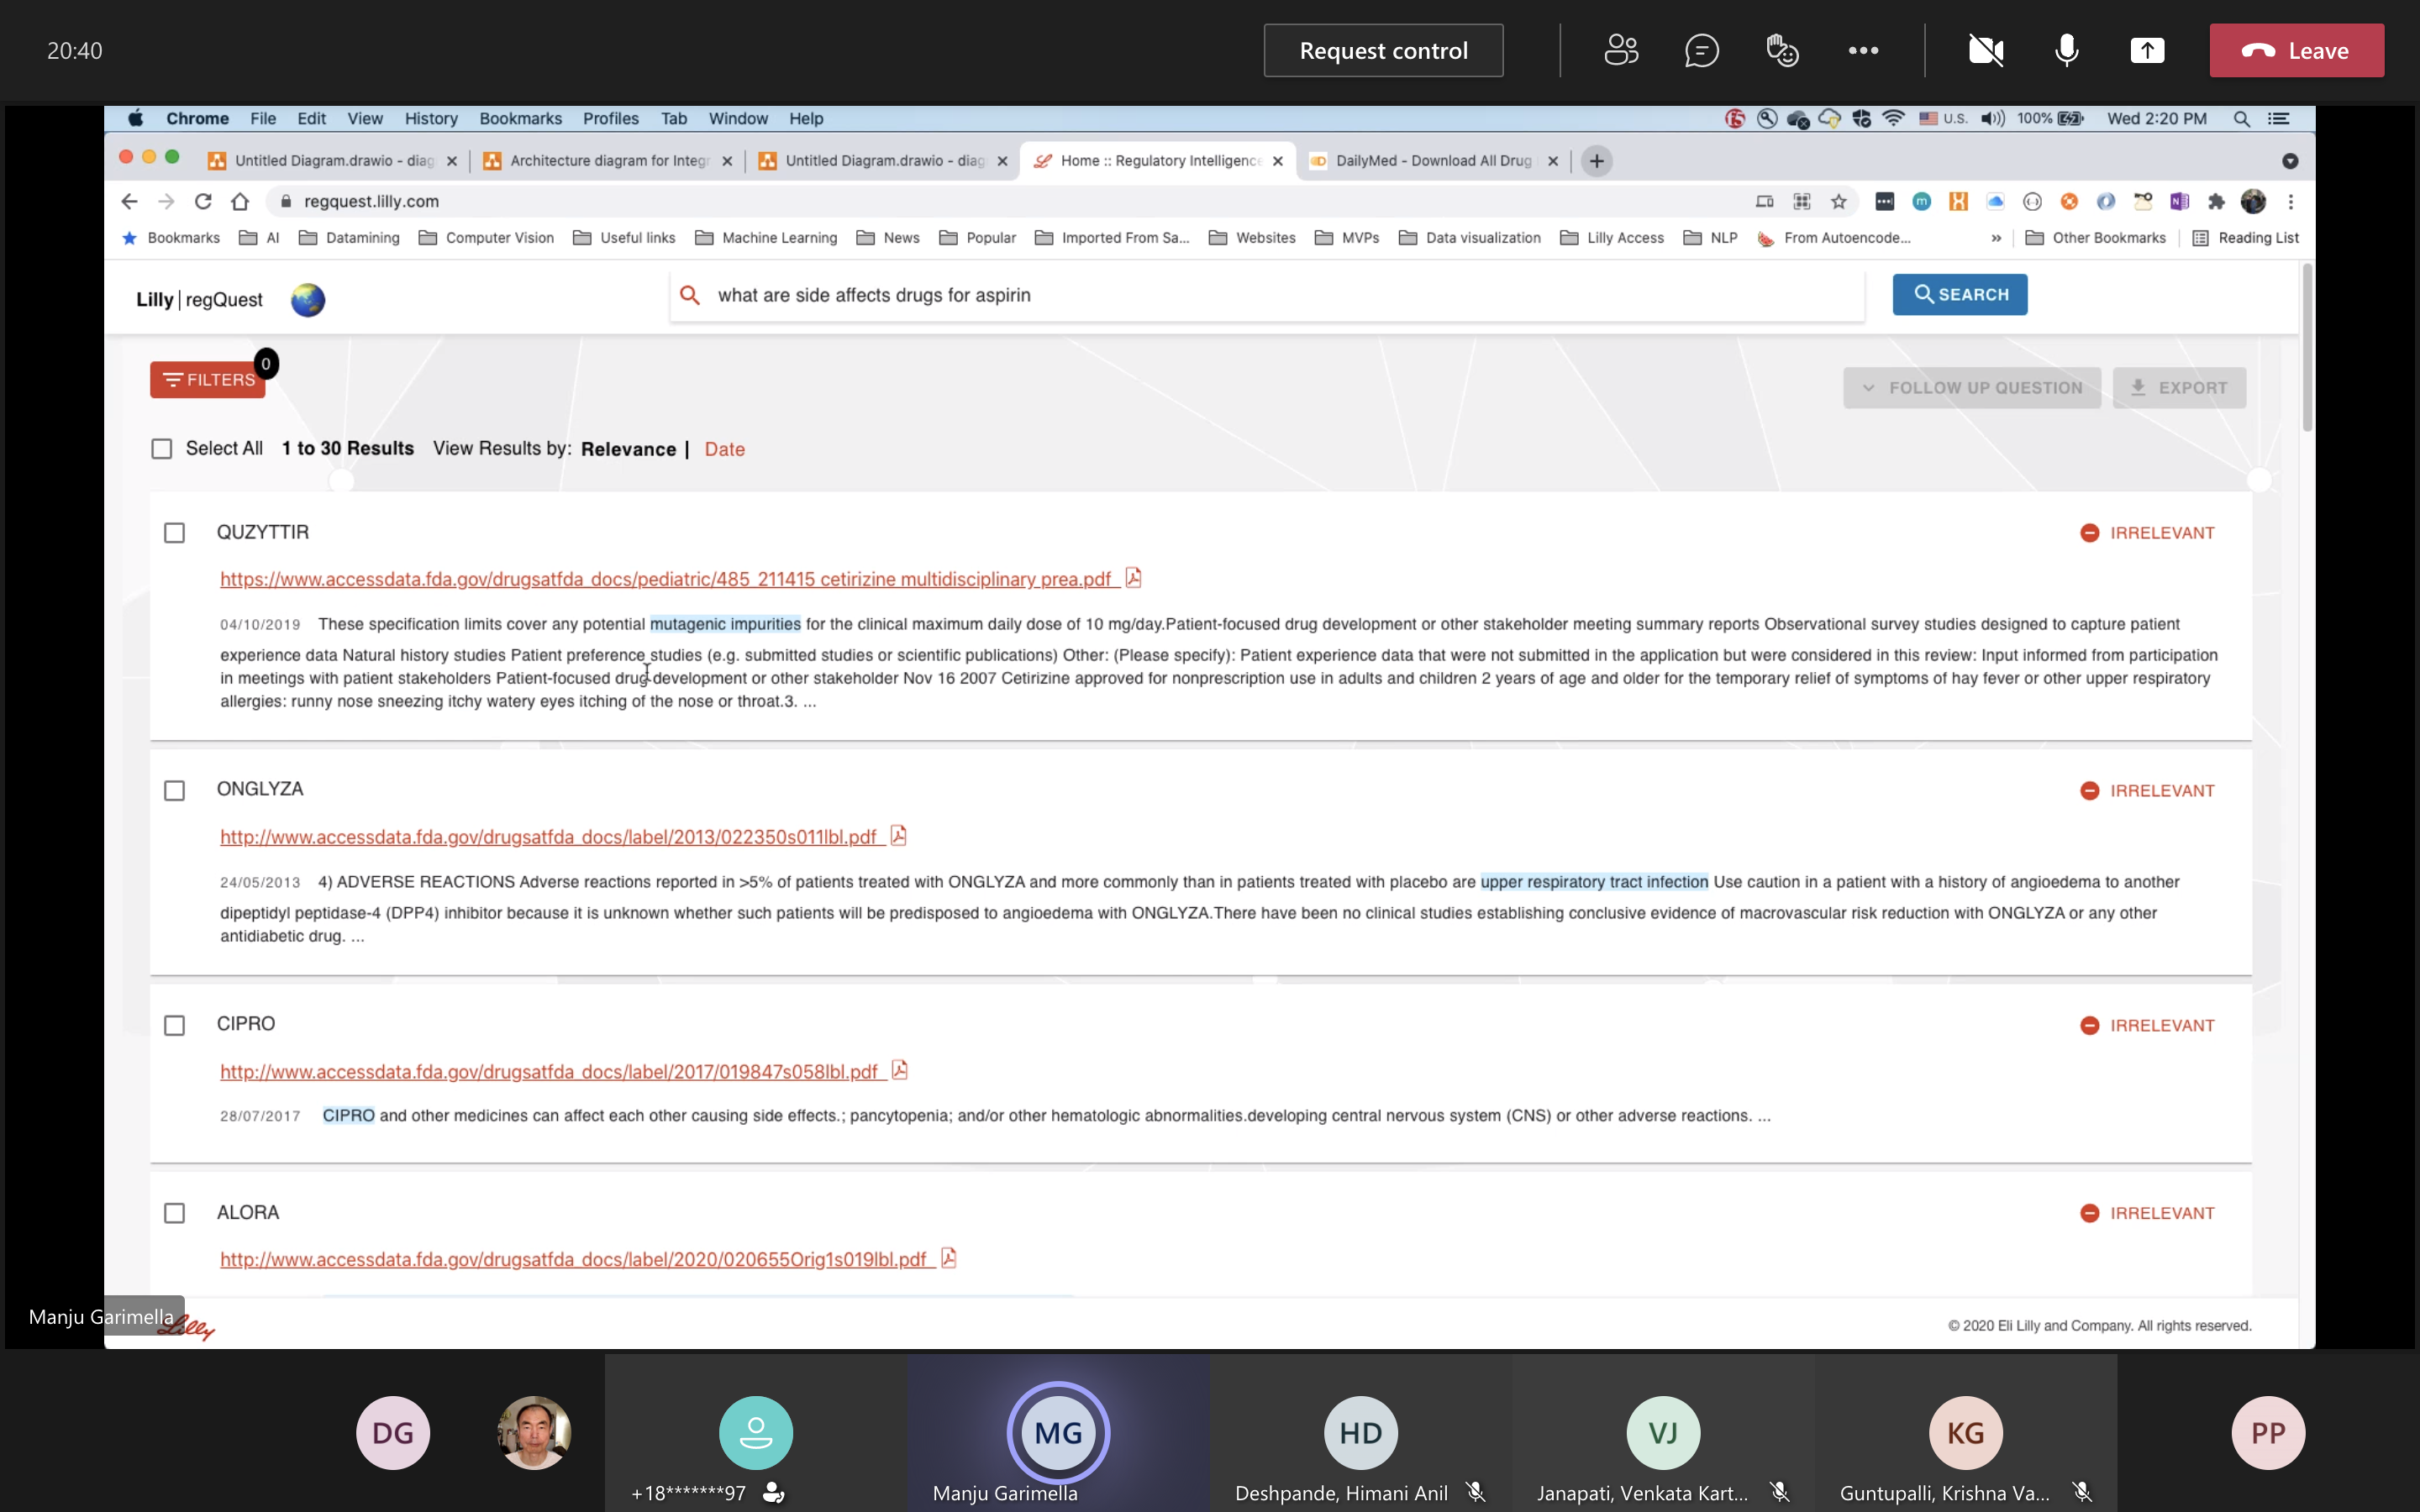 20:40
Request control
Leave
Chrome File Edit View History Bookmarks Profiles Tab Window Help
U.S. 100% Wed 2:20 PM
Untitled Diagram.drawio - diag
Architecture diagram for Integr
Untitled Diagram.drawio - diag
Home :: Regulatory Intelligence
DailyMed - Download All Drug
regquest.lilly.com
Bookmarks AI Datamining Computer Vision Useful links Machine Learning News Popular Imported From Sa... Websites MVPs Data visualization Lilly Access NLP From Autoencode... » Other Bookmarks Reading List
Lilly | regQuest
what are side affects drugs for aspirin
SEARCH
FILTERS 0
FOLLOW UP QUESTION
EXPORT
Select All 1 to 30 Results View Results by: Relevance | Date
QUZYTTIR
IRRELEVANT
https://www.accessdata.fda.gov/drugsatfda_docs/pediatric/485_211415 cetirizine multidisciplinary prea.pdf
04/10/2019 These specification limits cover any potential mutagenic impurities for the clinical maximum daily dose of 10 mg/day.Patient-focused drug development or other stakeholder meeting summary reports Observational survey studies designed to capture patient
experience data Natural history studies Patient preference studies (e.g. submitted studies or scientific publications) Other: (Please specify): Patient experience data that were not submitted in the application but were considered in this review: Input informed from participation
in meetings with patient stakeholders Patient-focused drug development or other stakeholder Nov 16 2007 Cetirizine approved for nonprescription use in adults and children 2 years of age and older for the temporary relief of symptoms of hay fever or other upper respiratory
allergies: runny nose sneezing itchy watery eyes itching of the nose or throat.3. ...
ONGLYZA
IRRELEVANT
http://www.accessdata.fda.gov/drugsatfda_docs/label/2013/022350s011lbl.pdf
24/05/2013 4) ADVERSE REACTIONS Adverse reactions reported in >5% of patients treated with ONGLYZA and more commonly than in patients treated with placebo are upper respiratory tract infection Use caution in a patient with a history of angioedema to another
dipeptidyl peptidase-4 (DPP4) inhibitor because it is unknown whether such patients will be predisposed to angioedema with ONGLYZA.There have been no clinical studies establishing conclusive evidence of macrovascular risk reduction with ONGLYZA or any other
antidiabetic drug. ...
CIPRO
IRRELEVANT
http://www.accessdata.fda.gov/drugsatfda_docs/label/2017/019847s058lbl.pdf
28/07/2017 CIPRO and other medicines can affect each other causing side effects.; pancytopenia; and/or other hematologic abnormalities.developing central nervous system (CNS) or other adverse reactions. ...
ALORA
IRRELEVANT
http://www.accessdata.fda.gov/drugsatfda_docs/label/2020/020655Orig1s019lbl.pdf
Manju Garimella
Lilly
© 2020 Eli Lilly and Company. All rights reserved.
DG
MG
HD
VJ
KG
PP
+18*******97
Manju Garimella
Deshpande, Himani Anil
Janapati, Venkata Kart...
Guntupalli, Krishna Va...